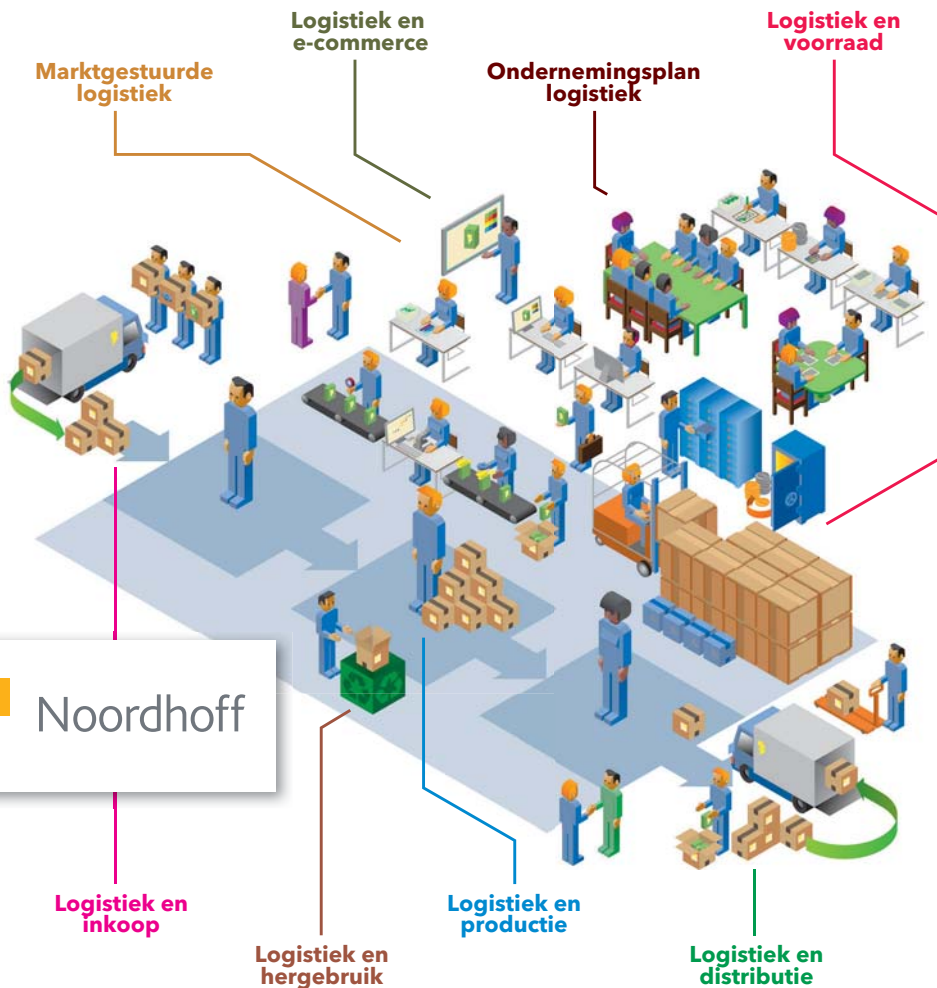 Logistiek en
e-commerce
Logistiek en
voorraad
Marktgestuurde
logistiek
Ondernemingsplan
logistiek
Noordhoff
Logistiek en
inkoop
Logistiek en
productie
Logistiek en
hergebruik
Logistiek en
distributie